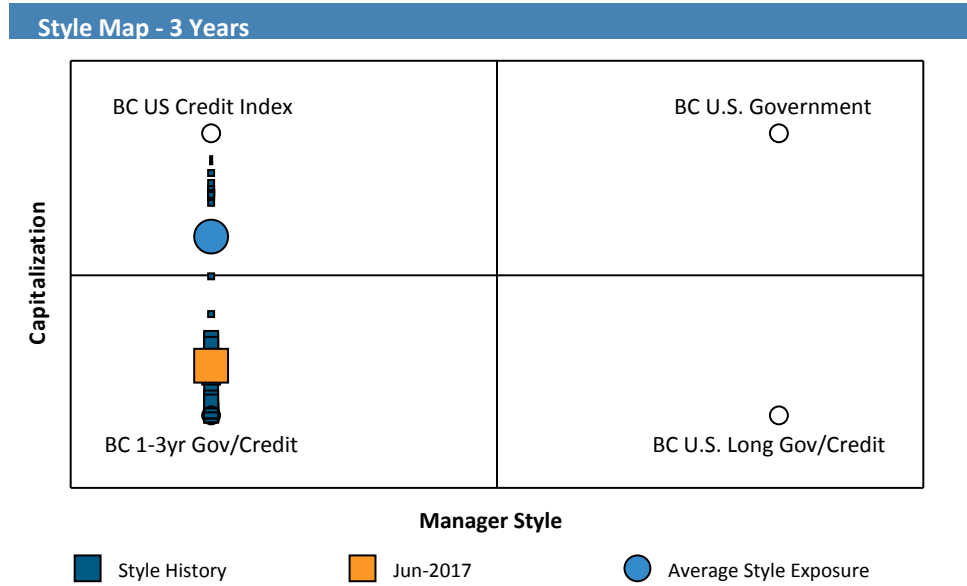 Style Map - 3 Years
BC US Credit Index
BC U.S. Government
Capitalization
BC 1-3yr Gov/Credit
BC U.S. Long Gov/Credit
Manager Style
Style History
Jun-2017
Average Style Exposure